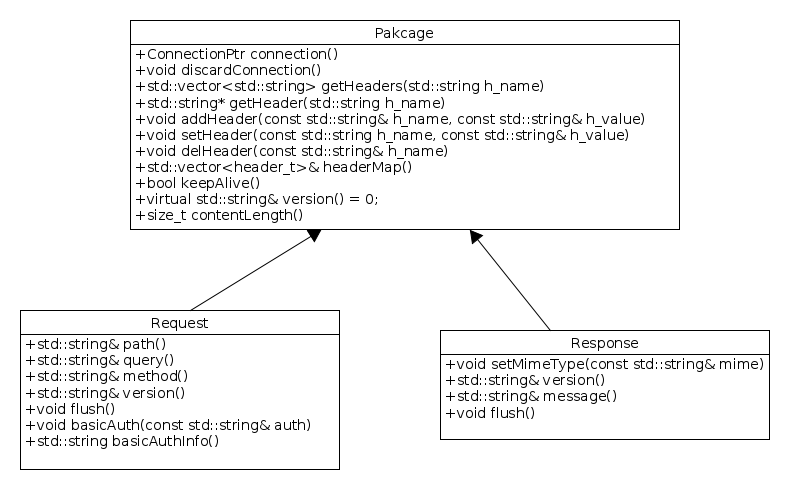 Pakcage
+ConnectionPtr connection()
+void discardConnection()
+std::vector<std::string> getHeaders(std::string h_name)
+std::string* getHeader(std::string h_name)
+void addHeader(const std::string& h_name, const std::string& h_value)
+void setHeader(const std::string h_name, const std::string& h_value)
+void delHeader(const std::string& h_name)
+std::vector<header_t>& headerMap()
+bool keepAlive()
+virtual std::string& version() = 0;
+size_t contentLength()
Request
+std::string& path()
+std::string& query()
+std::string& method()
+std::string& version()
+void flush()
+void basicAuth(const std::string& auth)
+std::string basicAuthInfo()
Response
+void setMimeType(const std::string& mime)
+std::string& version()
+std::string& message()
+void flush()